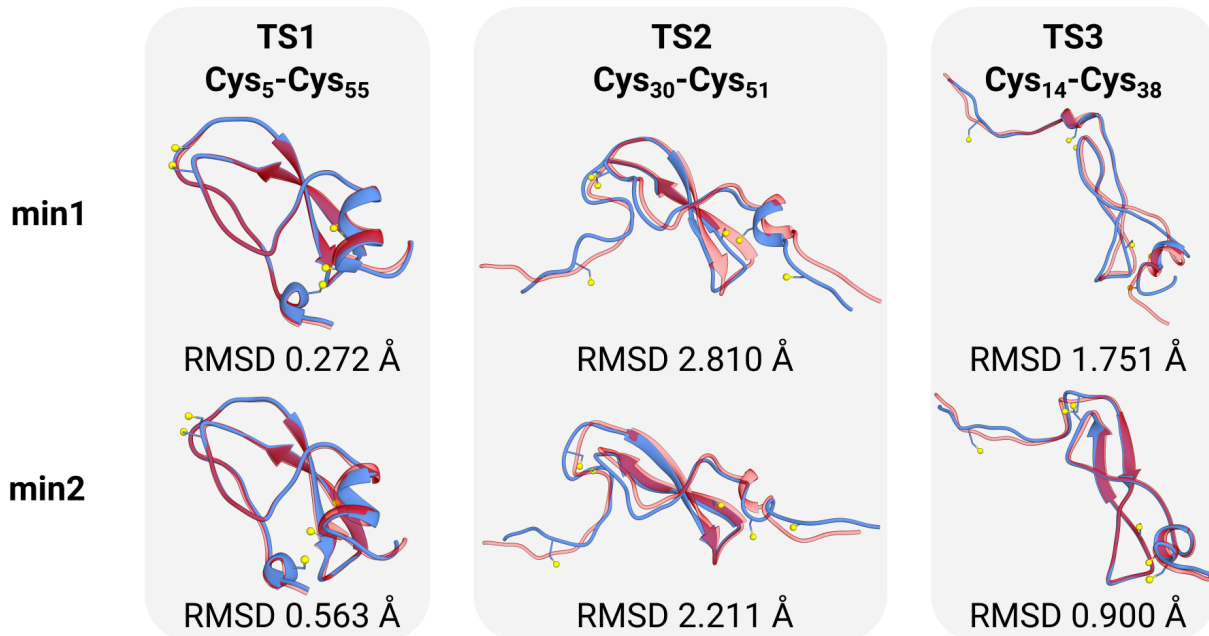 TS1
Cys₅-Cys₅₅
TS2
Cys₃₀-Cys₅₁
TS3
Cys₁₄-Cys₃₈
min1
RMSD 0.272 Å
RMSD 2.810 Å
RMSD 1.751 Å
min2
RMSD 0.563 Å
RMSD 2.211 Å
RMSD 0.900 Å